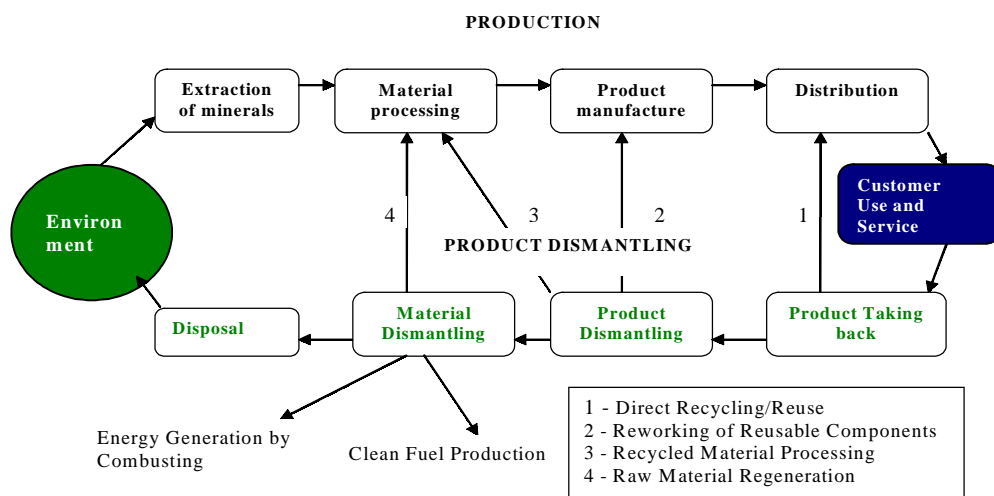 PRODUCTION
Extraction
of minerals
Material
processing
Product
manufacture
Distribution
Customer
Use and
Service
Environ
ment
4
3
2
1
PRODUCT DISMANTLING
Disposal
Material
Dismantling
Product
Dismantling
Product Taking
back
Energy Generation by
Combusting
Clean Fuel Production
1 - Direct Recycling/Reuse
2 - Reworking of Reusable Components
3 - Recycled Material Processing
4 - Raw Material Regeneration